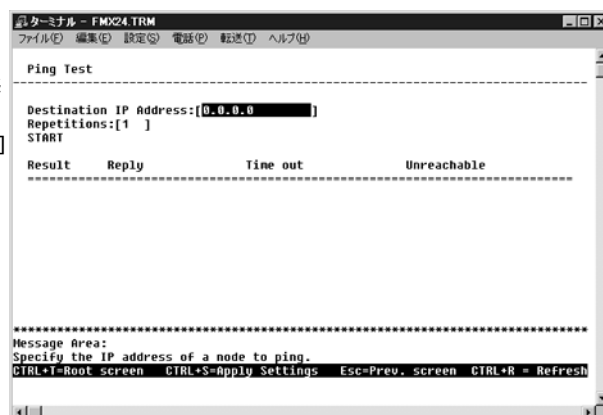 ターミナル - FMX24.TRM
ファイル(F) 編集(E) 設定(S) 電話(P) 転送(T) ヘルプ(H)
Ping Test
Destination IP Address:[0.0.0.0 ]
Repetitions:[1 ]
START
Result Reply Time out Unreachable
Message Area:
Specify the IP address of a node to ping.
CTRL+T=Root screen CTRL+S=Apply Settings Esc=Prev. screen CTRL+R = Refresh